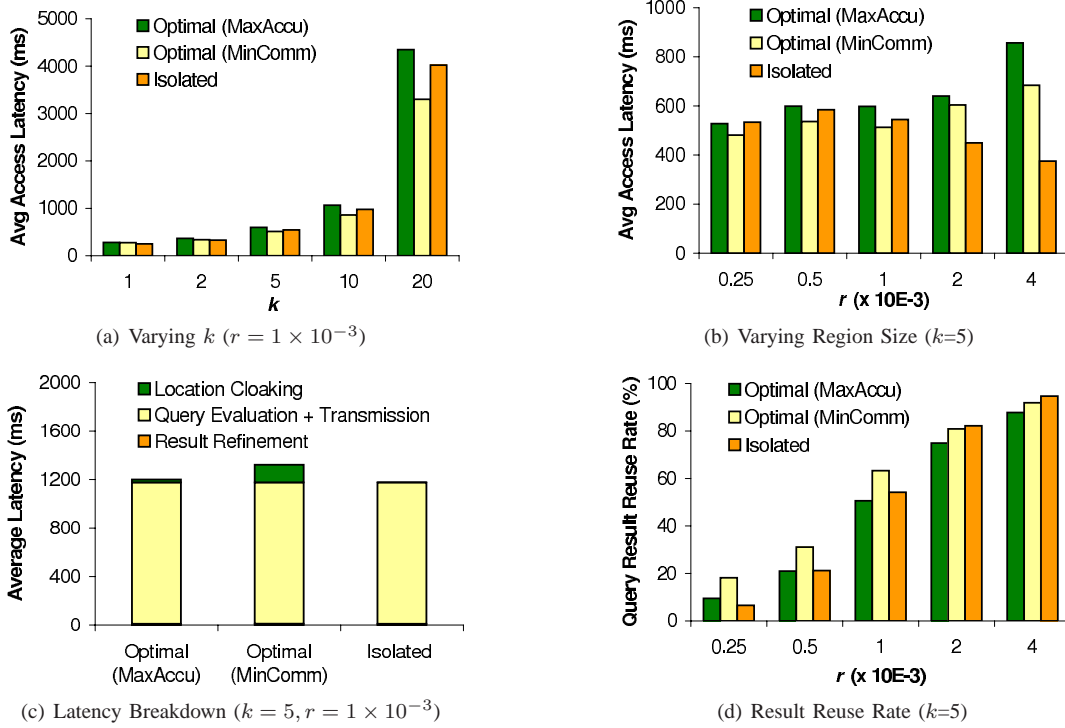 5000
4000
3000
2000
1000
0
Avg Access Latency (ms)
Optimal (MaxAccu)
Optimal (MinComm)
Isolated
1 2 5 10 20
k
(a) Varying k (r = 1 × 10⁻³)
1000
800
600
400
200
0
Avg Access Latency (ms)
Optimal (MaxAccu)
Optimal (MinComm)
Isolated
0.25 0.5 1 2 4
r (x 10E-3)
(b) Varying Region Size (k=5)
2000
1600
1200
800
400
0
Average Latency (ms)
Location Cloaking
Query Evaluation + Transmission
Result Refinement
Optimal (MaxAccu)
Optimal (MinComm)
Isolated
(c) Latency Breakdown (k = 5, r = 1 × 10⁻³)
100
80
60
40
20
0
Query Result Reuse Rate (%)
Optimal (MaxAccu)
Optimal (MinComm)
Isolated
0.25 0.5 1 2 4
r (x 10E-3)
(d) Result Reuse Rate (k=5)